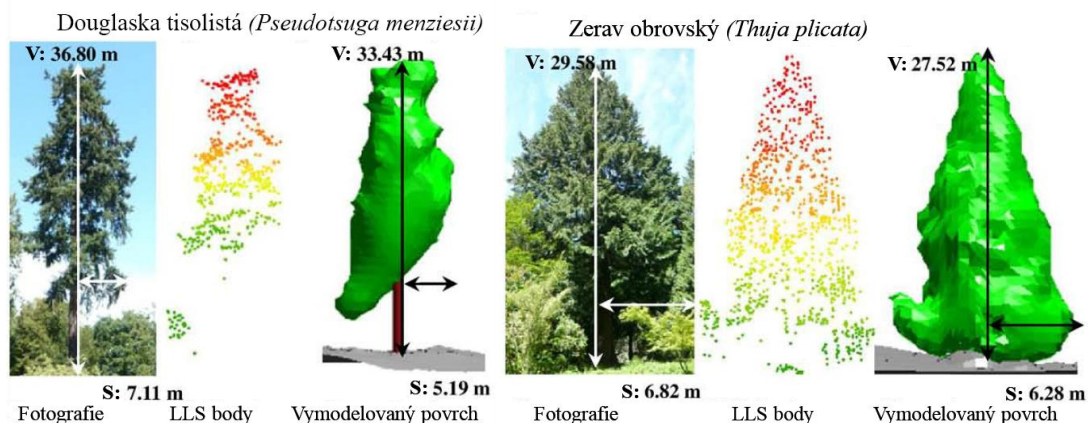 Douglaska tisolistá (Pseudotsuga menziesii)
Zerav obrovský (Thuja plicata)
V: 36.80 m
V: 33.43 m
V: 29.58 m
V: 27.52 m
S: 7.11 m
S: 5.19 m
S: 6.82 m
S: 6.28 m
Fotografie
LLS body
Vymodelovaný povrch
Fotografie
LLS body
Vymodelovaný povrch